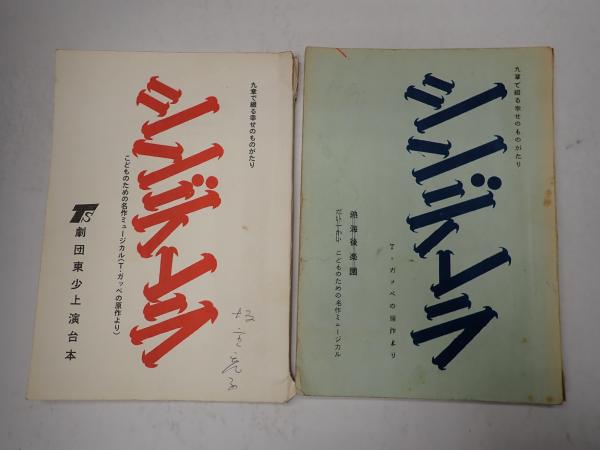 九章で綴る幸せのものがたり
シンデレラ
こどものための名作ミュージカル(T・ガッベの原作より)
TS 劇団東少上演台本
九章で綴る幸せのものがたり
シンデレラ
T・ガッベの原作より
熱海後楽園
こどものための名作ミュージカル